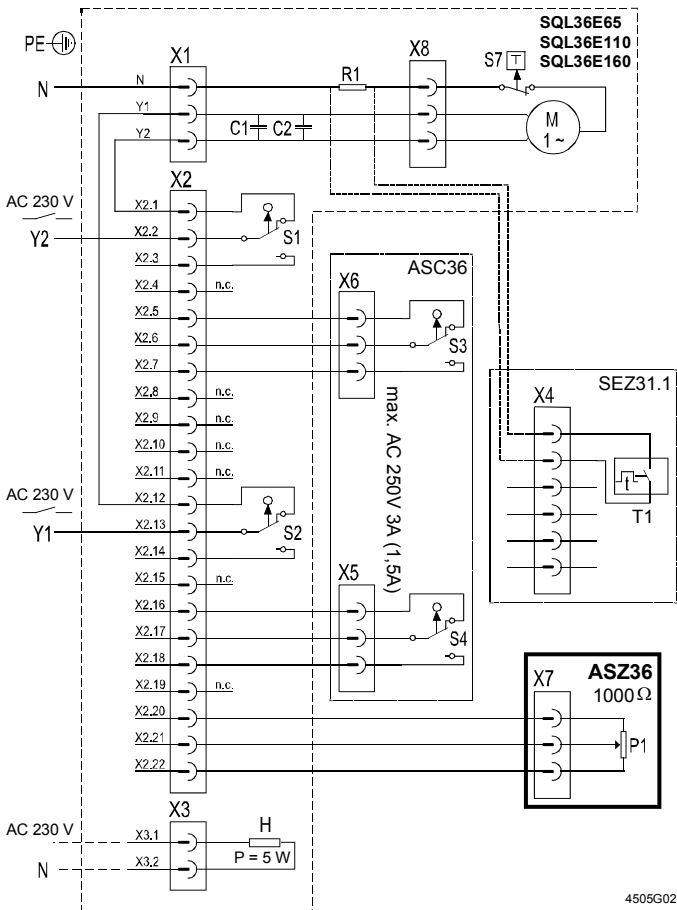 SQL36E65
SQL36E110
SQL36E160
PE
X1
X8
S7
T
R1
N
N
Y1
C1
C2
M
1~
Y2
X2
AC 230 V
X2.1
Y2
X2.2
S1
X2.3
X2.4
n.c.
ASC36
X6
X2.5
X2.6
S3
X2.7
X2.8
n.c.
X2.9
n.c.
X2.10
n.c.
X2.11
n.c.
max. AC 250V 3A (1,5A)
SEZ31.1
X4
t
T1
AC 230 V
X2.12
Y1
X2.13
S2
X2.14
X2.15
n.c.
X5
X2.16
X2.17
S4
X2.18
X2.19
n.c.
X2.20
X2.21
X2.22
X7
ASZ36
1000 Ω
P1
X3
AC 230 V
X3.1
H
P = 5 W
N
X3.2
4505G02